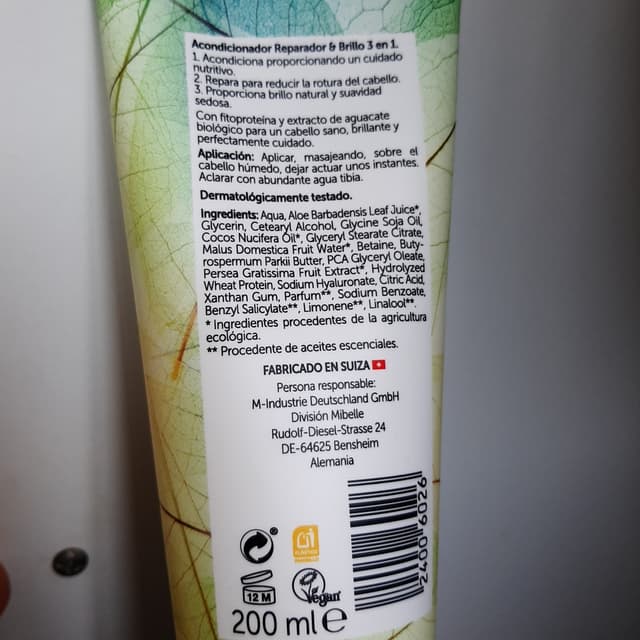 Acondicionador Reparador & Brillo 3 en 1.
1. Acondiciona proporcionando un cuidado
nutritivo.
2. Repara para reducir la rotura del cabello.
3. Proporciona brillo natural y suavidad
sedosa.
Con fitoproteína y extracto de aguacate
biológico para un cabello sano, brillante y
perfectamente cuidado.
Aplicación: Aplicar, masajeando, sobre el
cabello húmedo, dejar actuar unos instantes.
Aclarar con abundante agua tibia.
Dermatológicamente testado.
Ingredients: Aqua, Aloe Barbadensis Leaf Juice*,
Glycerin, Cetearyl Alcohol, Glycine Soja Oil,
Cocos Nucifera Oil*, Glyceryl Stearate Citrate,
Malus Domestica Fruit Water*, Betaine, Buty-
rospermum Parkii Butter, PCA Glyceryl Oleate,
Persea Gratissima Fruit Extract*, Hydrolyzed
Wheat Protein, Sodium Hyaluronate, Citric Acid,
Xanthan Gum, Parfum**, Sodium Benzoate,
Benzyl Salicylate**, Limonene**, Linalool**.
* Ingredientes procedentes de la agricultura
ecológica.
** Procedente de aceites escenciales.
FABRICADO EN SUIZA
Persona responsable:
M-Industrie Deutschland GmbH
División Mibelle
Rudolf-Diesel-Strasse 24
DE-64625 Bensheim
Alemania
2400 6026
12 M
Vegan
200 ml e